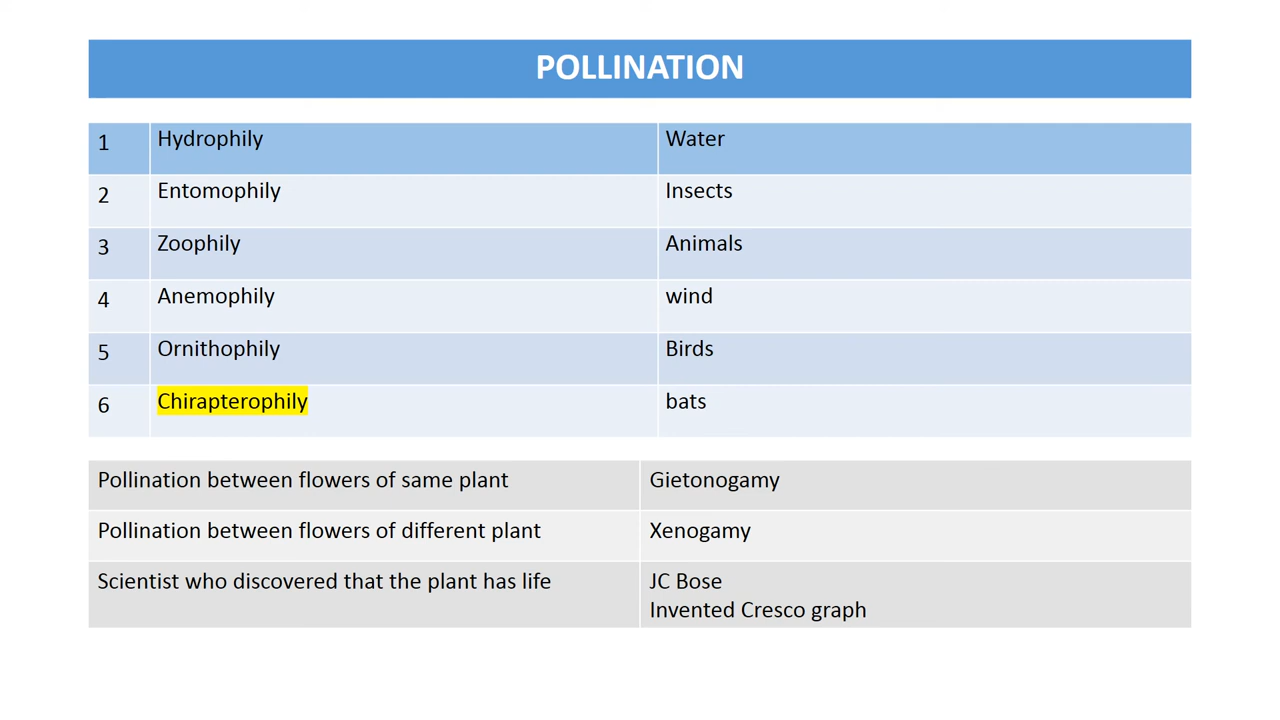 POLLINATION
1 Hydrophily Water
2 Entomophily Insects
3 Zoophily Animals
4 Anemophily wind
5 Ornithophily Birds
6 Chirapterophily bats
Pollination between flowers of same plant Gietonogamy
Pollination between flowers of different plant Xenogamy
Scientist who discovered that the plant has life JC Bose
Invented Cresco graph